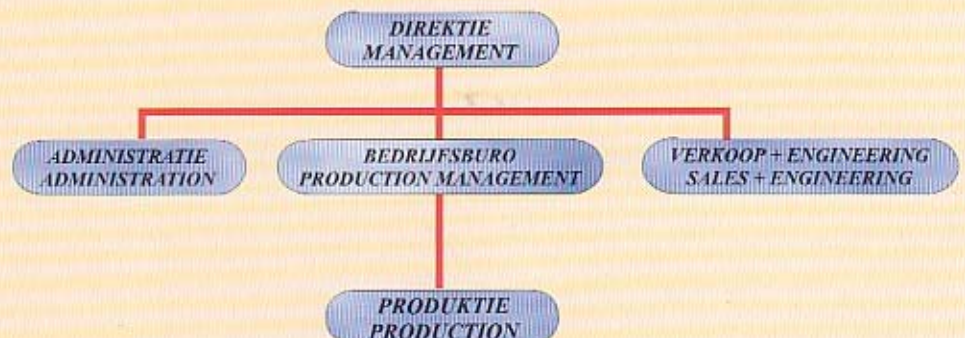 DIREKTIE
MANAGEMENT
ADMINISTRATIE
ADMINISTRATION
BEDRIJFSBURO
PRODUCTION MANAGEMENT
VERKOOP + ENGINEERING
SALES + ENGINEERING
PRODUKTIE
PRODUCTION